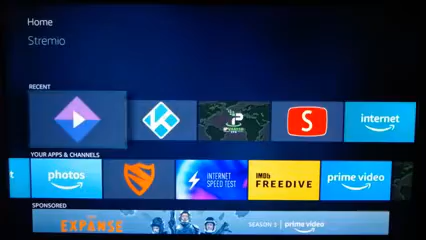 Home
Stremio
RECENT
S
internet
YOUR APPS & CHANNELS
photos
INTERNET
SPEED TEST
IMDb
FREEDIVE
prime video
SPONSORED
EXPANSE
SEASON 3 | prime video